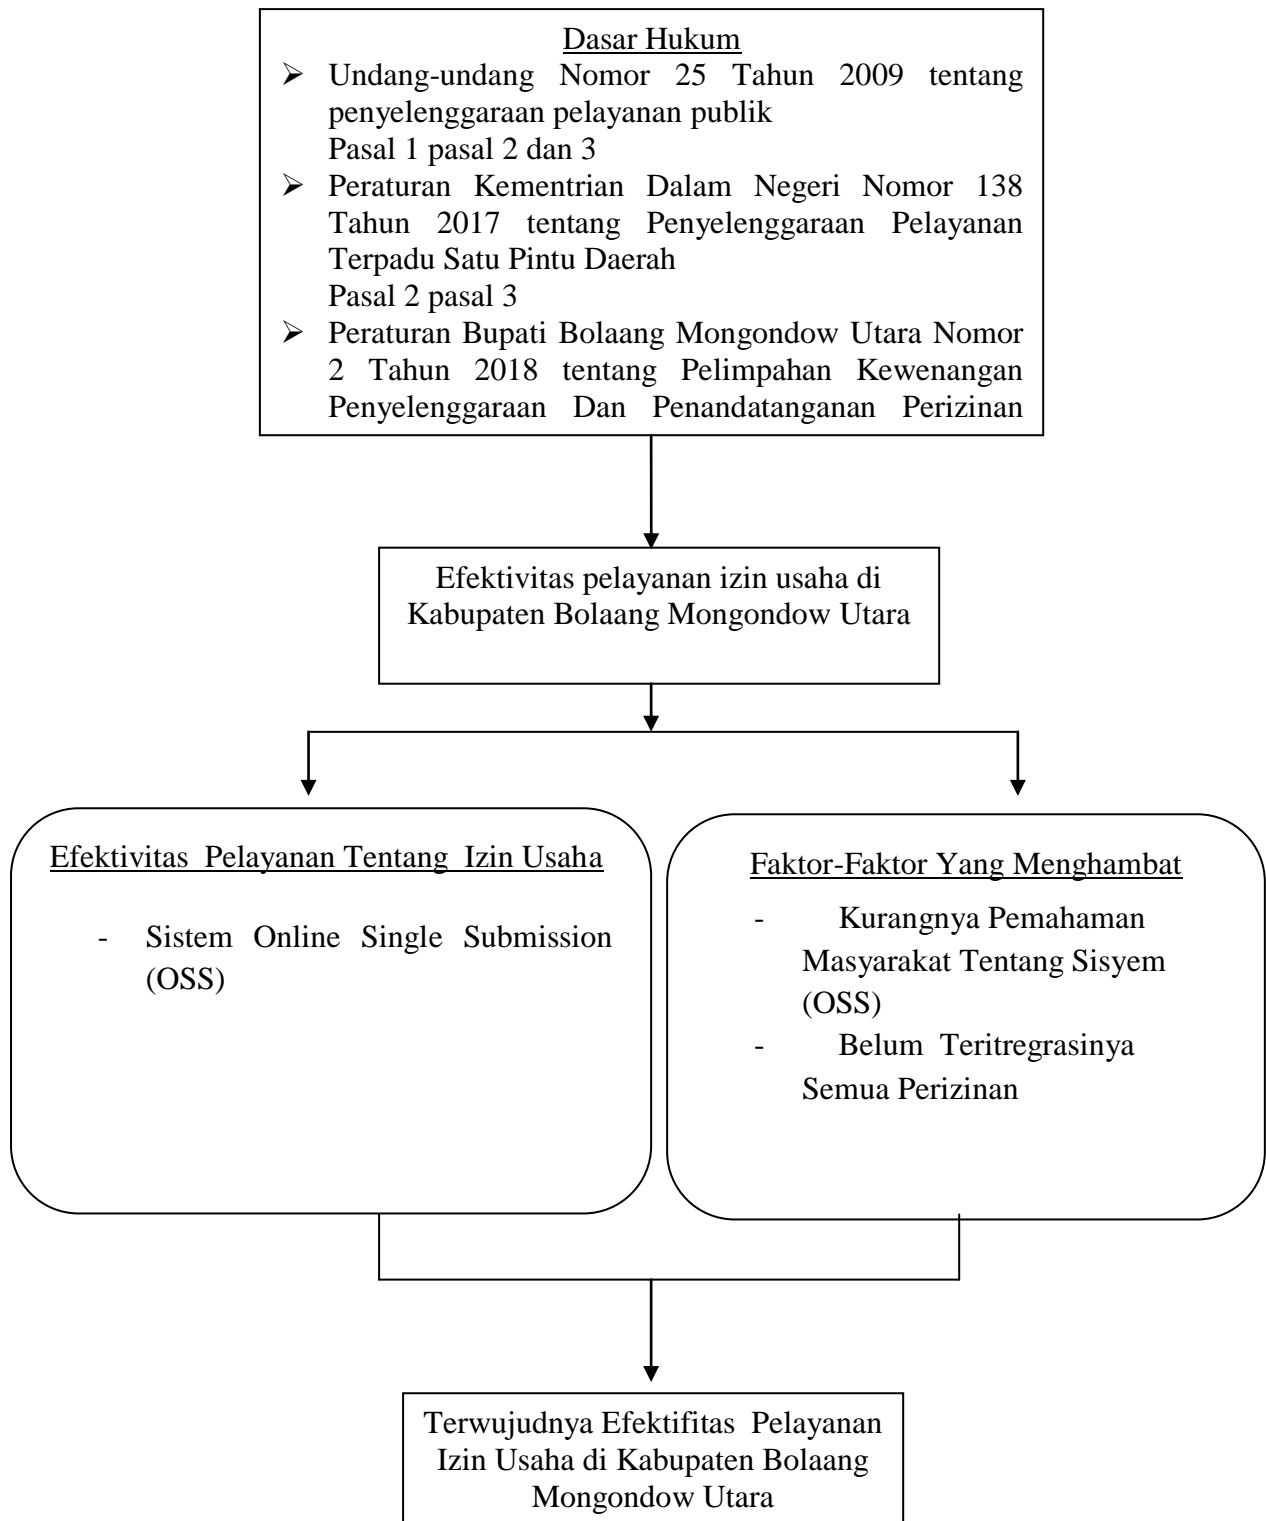 Dasar Hukum
➢ Undang-undang Nomor 25 Tahun 2009 tentang
penyelenggaraan pelayanan publik
Pasal 1 pasal 2 dan 3
➢ Peraturan Kementrian Dalam Negeri Nomor 138
Tahun 2017 tentang Penyelenggaraan Pelayanan
Terpadu Satu Pintu Daerah
Pasal 2 pasal 3
➢ Peraturan Bupati Bolaang Mongondow Utara Nomor
2 Tahun 2018 tentang Pelimpahan Kewenangan
Penyelenggaraan Dan Penandatanganan Perizinan
Efektivitas pelayanan izin usaha di
Kabupaten Bolaang Mongondow Utara
Efektivitas Pelayanan Tentang Izin Usaha
- Sistem Online Single Submission
(OSS)
Faktor-Faktor Yang Menghambat
- Kurangnya Pemahaman
Masyarakat Tentang Sisyem
(OSS)
- Belum Teritregrasinya
Semua Perizinan
Terwujudnya Efektifitas Pelayanan
Izin Usaha di Kabupaten Bolaang
Mongondow Utara